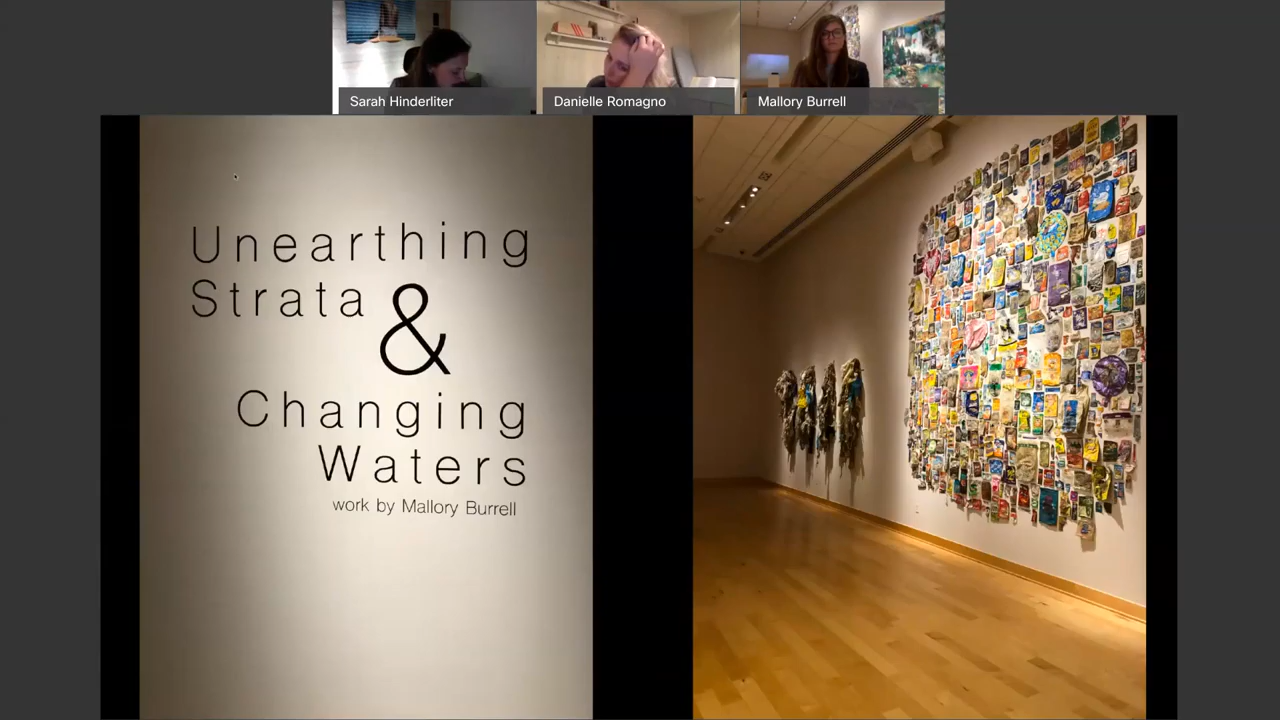 Sarah Hinderliter
Danielle Romagno
Mallory Burrell
Unearthing
Strata &
Changing
Waters
work by Mallory Burrell